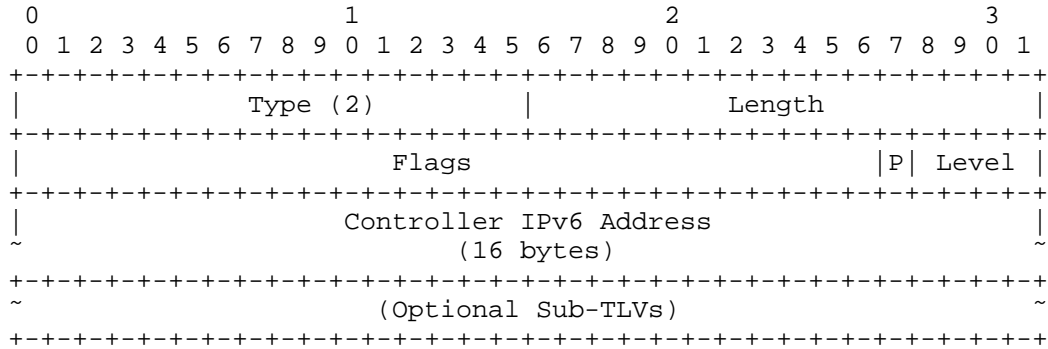 0                   1                   2                   3
 0 1 2 3 4 5 6 7 8 9 0 1 2 3 4 5 6 7 8 9 0 1 2 3 4 5 6 7 8 9 0 1
+-+-+-+-+-+-+-+-+-+-+-+-+-+-+-+-+-+-+-+-+-+-+-+-+-+-+-+-+-+-+-+-+
|              Type (2)         |            Length             |
+-+-+-+-+-+-+-+-+-+-+-+-+-+-+-+-+-+-+-+-+-+-+-+-+-+-+-+-+-+-+-+-+
|                       Flags                         |P| Level |
+-+-+-+-+-+-+-+-+-+-+-+-+-+-+-+-+-+-+-+-+-+-+-+-+-+-+-+-+-+-+-+-+
|                    Controller IPv6 Address                    |
~                           (16 bytes)                          ~
+-+-+-+-+-+-+-+-+-+-+-+-+-+-+-+-+-+-+-+-+-+-+-+-+-+-+-+-+-+-+-+-+
~                      (Optional Sub-TLVs)                      ~
+-+-+-+-+-+-+-+-+-+-+-+-+-+-+-+-+-+-+-+-+-+-+-+-+-+-+-+-+-+-+-+-+